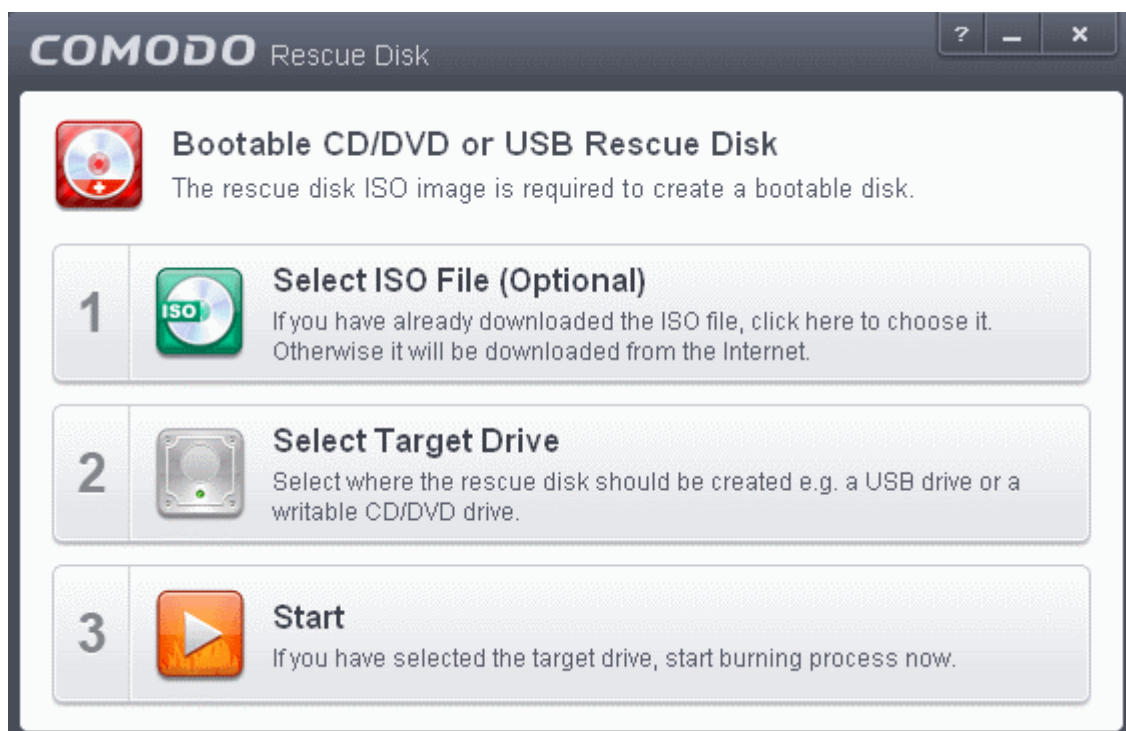 COMODO Rescue Disk
? _ x
Bootable CD/DVD or USB Rescue Disk
The rescue disk ISO image is required to create a bootable disk.
1
ISO
Select ISO File (Optional)
If you have already downloaded the ISO file, click here to choose it.
Otherwise it will be downloaded from the Internet.
2
Select Target Drive
Select where the rescue disk should be created e.g. a USB drive or a
writable CD/DVD drive.
3
Start
If you have selected the target drive, start burning process now.